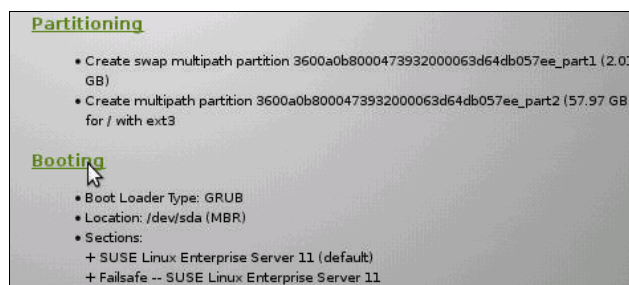 Partitioning
• Create swap multipath partition 3600a0b8000473932000063d64db057ee_part1 (2.01
GB)
• Create multipath partition 3600a0b8000473932000063d64db057ee_part2 (57.97 GB
for / with ext3
Booting
• Boot Loader Type: GRUB
• Location: /dev/sda (MBR)
• Sections:
+ SUSE Linux Enterprise Server 11 (default)
+ Failsafe -- SUSE Linux Enterprise Server 11